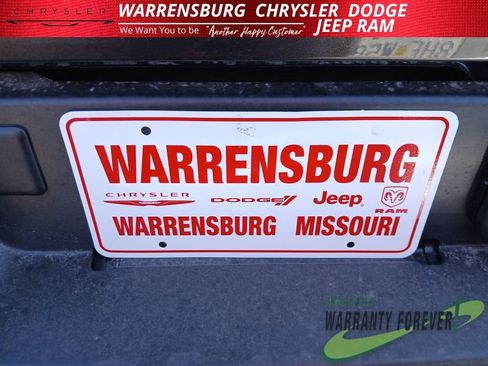 WARRENSBURG CHRYSLER DODGE
JEEP RAM
We Want You to be "Another Happy Customer"
WARRENSBURG
CHRYSLER DODGE Jeep RAM
WARRENSBURG MISSOURI
WARRANTY FOREVER